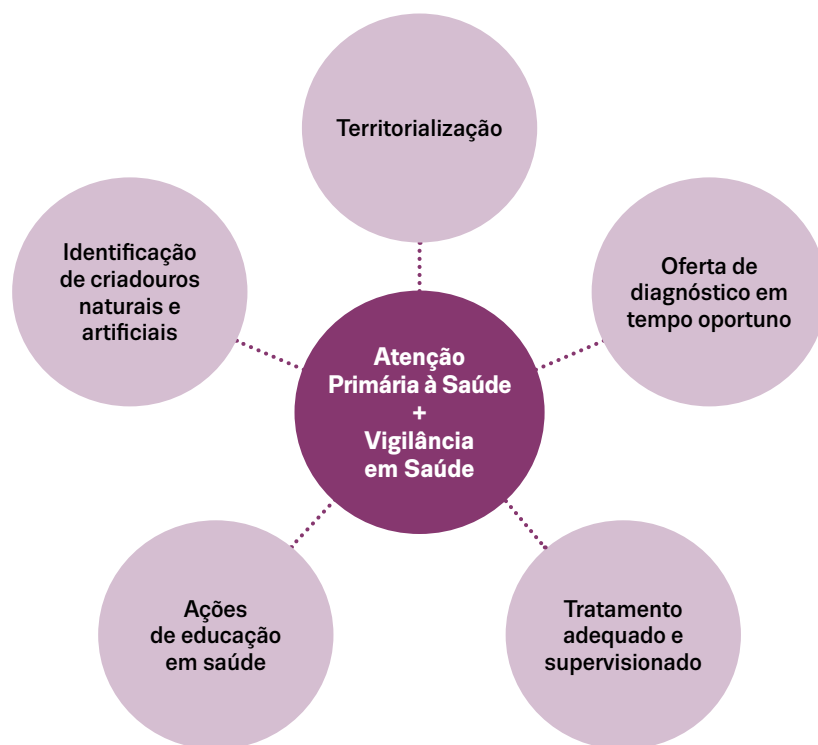 Territorialização
Identificação
de criadouros
naturais e
artificiais
Oferta de
diagnóstico em
tempo oportuno
Atenção
Primária à Saúde
+
Vigilância
em Saúde
Ações
de educação
em saúde
Tratamento
adequado e
supervisionado